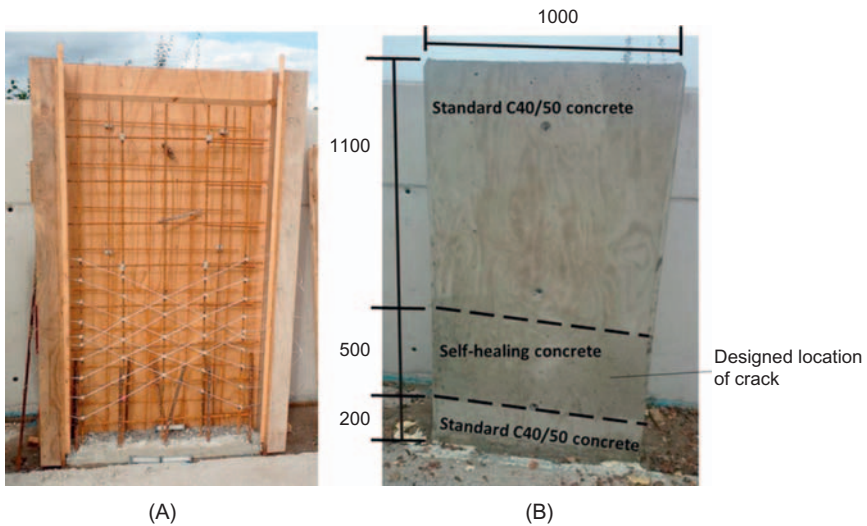 1000
Standard C40/50 concrete
1100
Self-healing concrete
500
Designed location
of crack
200
Standard C40/50 concrete
(A)
(B)